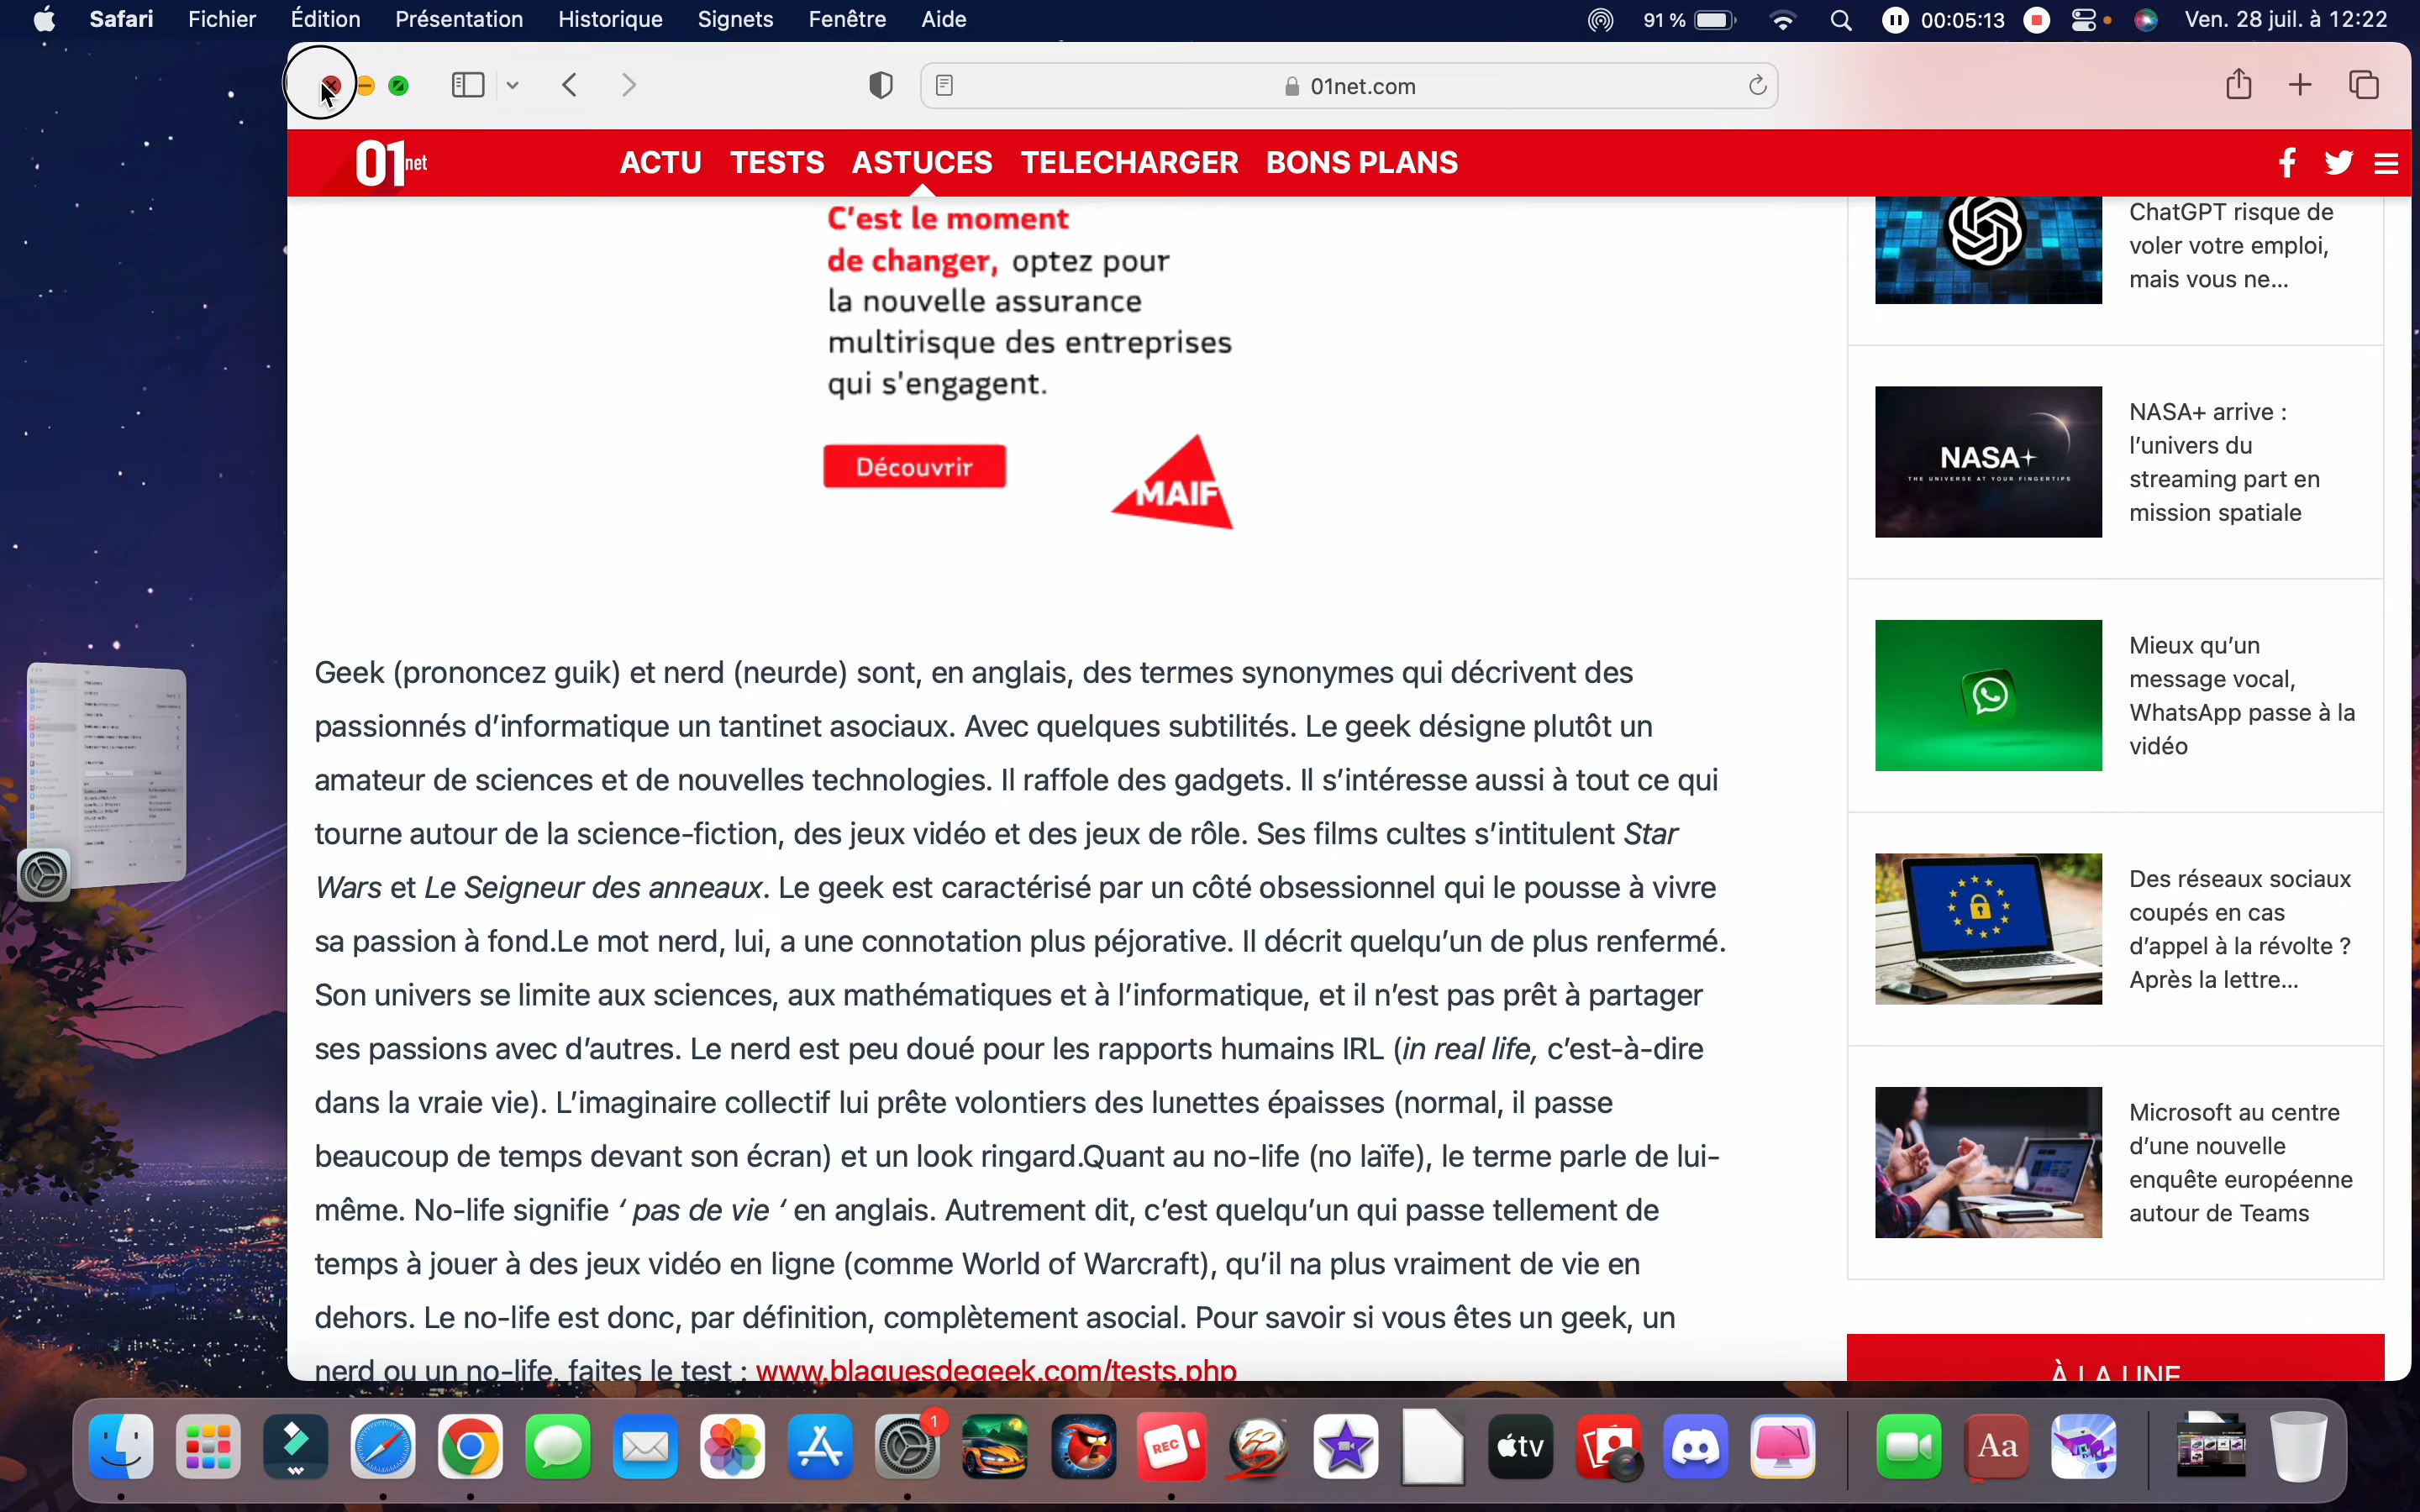 Safari Fichier Édition Présentation Historique Signets Fenêtre Aide 91 % 00:05:13 Ven. 28 juil. à 12:22
01net.com
01net ACTU TESTS ASTUCES TELECHARGER BONS PLANS
C'est le moment
de changer, optez pour
la nouvelle assurance
multirisque des entreprises
qui s'engagent.
Découvrir
MAIF
Geek (prononcez guik) et nerd (neurde) sont, en anglais, des termes synonymes qui décrivent des
passionnés d'informatique un tantinet asociaux. Avec quelques subtilités. Le geek désigne plutôt un
amateur de sciences et de nouvelles technologies. Il raffole des gadgets. Il s'intéresse aussi à tout ce qui
tourne autour de la science-fiction, des jeux vidéo et des jeux de rôle. Ses films cultes s'intitulent Star
Wars et Le Seigneur des anneaux. Le geek est caractérisé par un côté obsessionnel qui le pousse à vivre
sa passion à fond.Le mot nerd, lui, a une connotation plus péjorative. Il décrit quelqu'un de plus renfermé.
Son univers se limite aux sciences, aux mathématiques et à l'informatique, et il n'est pas prêt à partager
ses passions avec d'autres. Le nerd est peu doué pour les rapports humains IRL (in real life, c'est-à-dire
dans la vraie vie). L'imaginaire collectif lui prête volontiers des lunettes épaisses (normal, il passe
beaucoup de temps devant son écran) et un look ringard.Quant au no-life (no laïfe), le terme parle de lui-
même. No-life signifie ‘ pas de vie ‘ en anglais. Autrement dit, c'est quelqu'un qui passe tellement de
temps à jouer à des jeux vidéo en ligne (comme World of Warcraft), qu'il na plus vraiment de vie en
dehors. Le no-life est donc, par définition, complètement asocial. Pour savoir si vous êtes un geek, un
nerd ou un no-life, faites le test : www.blaguesdegeek.com/tests.php
ChatGPT risque de
voler votre emploi,
mais vous ne...
NASA+
THE UNIVERSE AT YOUR FINGERTIPS
NASA+ arrive :
l'univers du
streaming part en
mission spatiale
Mieux qu'un
message vocal,
WhatsApp passe à la
vidéo
Des réseaux sociaux
coupés en cas
d'appel à la révolte ?
Après la lettre...
Microsoft au centre
d'une nouvelle
enquête européenne
autour de Teams
À LA UNE
1
REC
tv
Aa